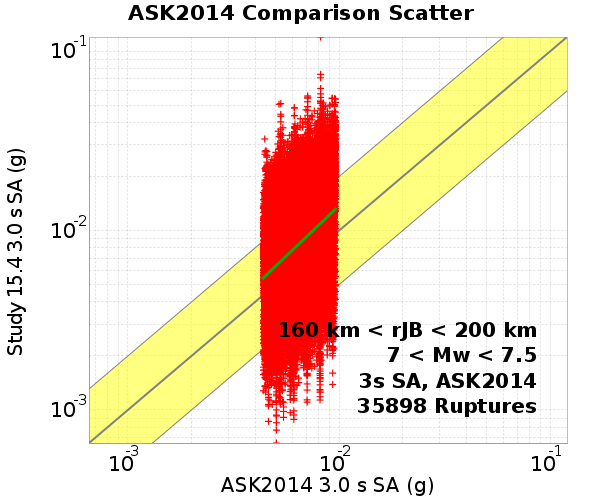 ASK2014 Comparison Scatter
10⁻¹
10⁻²
10⁻³
Study 15.4 3.0 s SA (g)
160 km < rJB < 200 km
7 < Mw < 7.5
3s SA, ASK2014
35898 Ruptures
10⁻³ 10⁻² 10⁻¹
ASK2014 3.0 s SA (g)